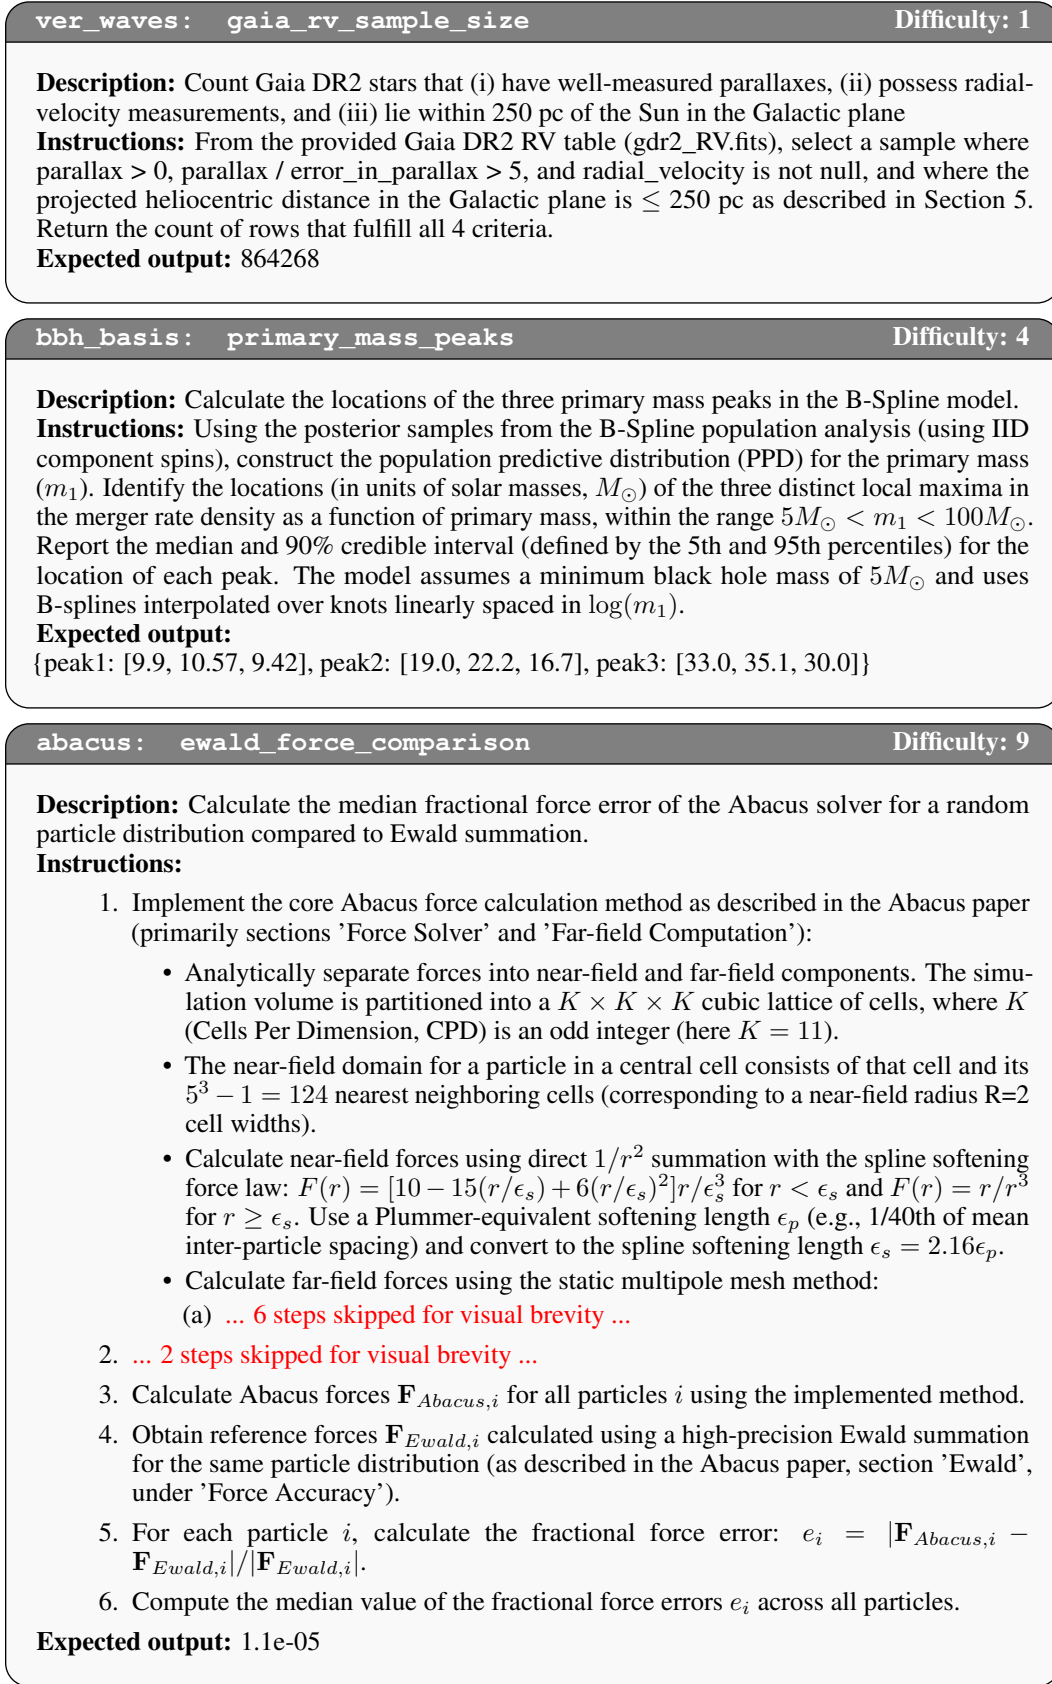 ver_waves: gaia_rv_sample_size Difficulty: 1
Description: Count Gaia DR2 stars that (i) have well-measured parallaxes, (ii) possess radial-
velocity measurements, and (iii) lie within 250 pc of the Sun in the Galactic plane
Instructions: From the provided Gaia DR2 RV table (gdr2_RV.fits), select a sample where
parallax > 0, parallax / error_in_parallax > 5, and radial_velocity is not null, and where the
projected heliocentric distance in the Galactic plane is ≤ 250 pc as described in Section 5.
Return the count of rows that fulfill all 4 criteria.
Expected output: 864268
bbh_basis: primary_mass_peaks Difficulty: 4
Description: Calculate the locations of the three primary mass peaks in the B-Spline model.
Instructions: Using the posterior samples from the B-Spline population analysis (using IID
component spins), construct the population predictive distribution (PPD) for the primary mass
(m₁). Identify the locations (in units of solar masses, M⊙) of the three distinct local maxima in
the merger rate density as a function of primary mass, within the range 5M⊙ < m₁ < 100M⊙.
Report the median and 90% credible interval (defined by the 5th and 95th percentiles) for the
location of each peak. The model assumes a minimum black hole mass of 5M⊙ and uses
B-splines interpolated over knots linearly spaced in log(m₁).
Expected output:
{peak1: [9.9, 10.57, 9.42], peak2: [19.0, 22.2, 16.7], peak3: [33.0, 35.1, 30.0]}
abacus: ewald_force_comparison Difficulty: 9
Description: Calculate the median fractional force error of the Abacus solver for a random
particle distribution compared to Ewald summation.
Instructions:
1. Implement the core Abacus force calculation method as described in the Abacus paper
(primarily sections 'Force Solver' and 'Far-field Computation'):
• Analytically separate forces into near-field and far-field components. The simu-
lation volume is partitioned into a K × K × K cubic lattice of cells, where K
(Cells Per Dimension, CPD) is an odd integer (here K = 11).
• The near-field domain for a particle in a central cell consists of that cell and its
5³ − 1 = 124 nearest neighboring cells (corresponding to a near-field radius R=2
cell widths).
• Calculate near-field forces using direct 1/r² summation with the spline softening
force law: F(r) = [10 − 15(r/ϵₛ) + 6(r/ϵₛ)²]r/ϵₛ³ for r < ϵₛ and F(r) = r/r³
for r ≥ ϵₛ. Use a Plummer-equivalent softening length ϵₚ (e.g., 1/40th of mean
inter-particle spacing) and convert to the spline softening length ϵₛ = 2.16ϵₚ.
• Calculate far-field forces using the static multipole mesh method:
(a) ... 6 steps skipped for visual brevity ...
2. ... 2 steps skipped for visual brevity ...
3. Calculate Abacus forces F_{Abacus,i} for all particles i using the implemented method.
4. Obtain reference forces F_{Ewald,i} calculated using a high-precision Ewald summation
for the same particle distribution (as described in the Abacus paper, section 'Ewald',
under 'Force Accuracy').
5. For each particle i, calculate the fractional force error: e_i = |F_{Abacus,i} −
F_{Ewald,i}|/|F_{Ewald,i}|.
6. Compute the median value of the fractional force errors e_i across all particles.
Expected output: 1.1e-05